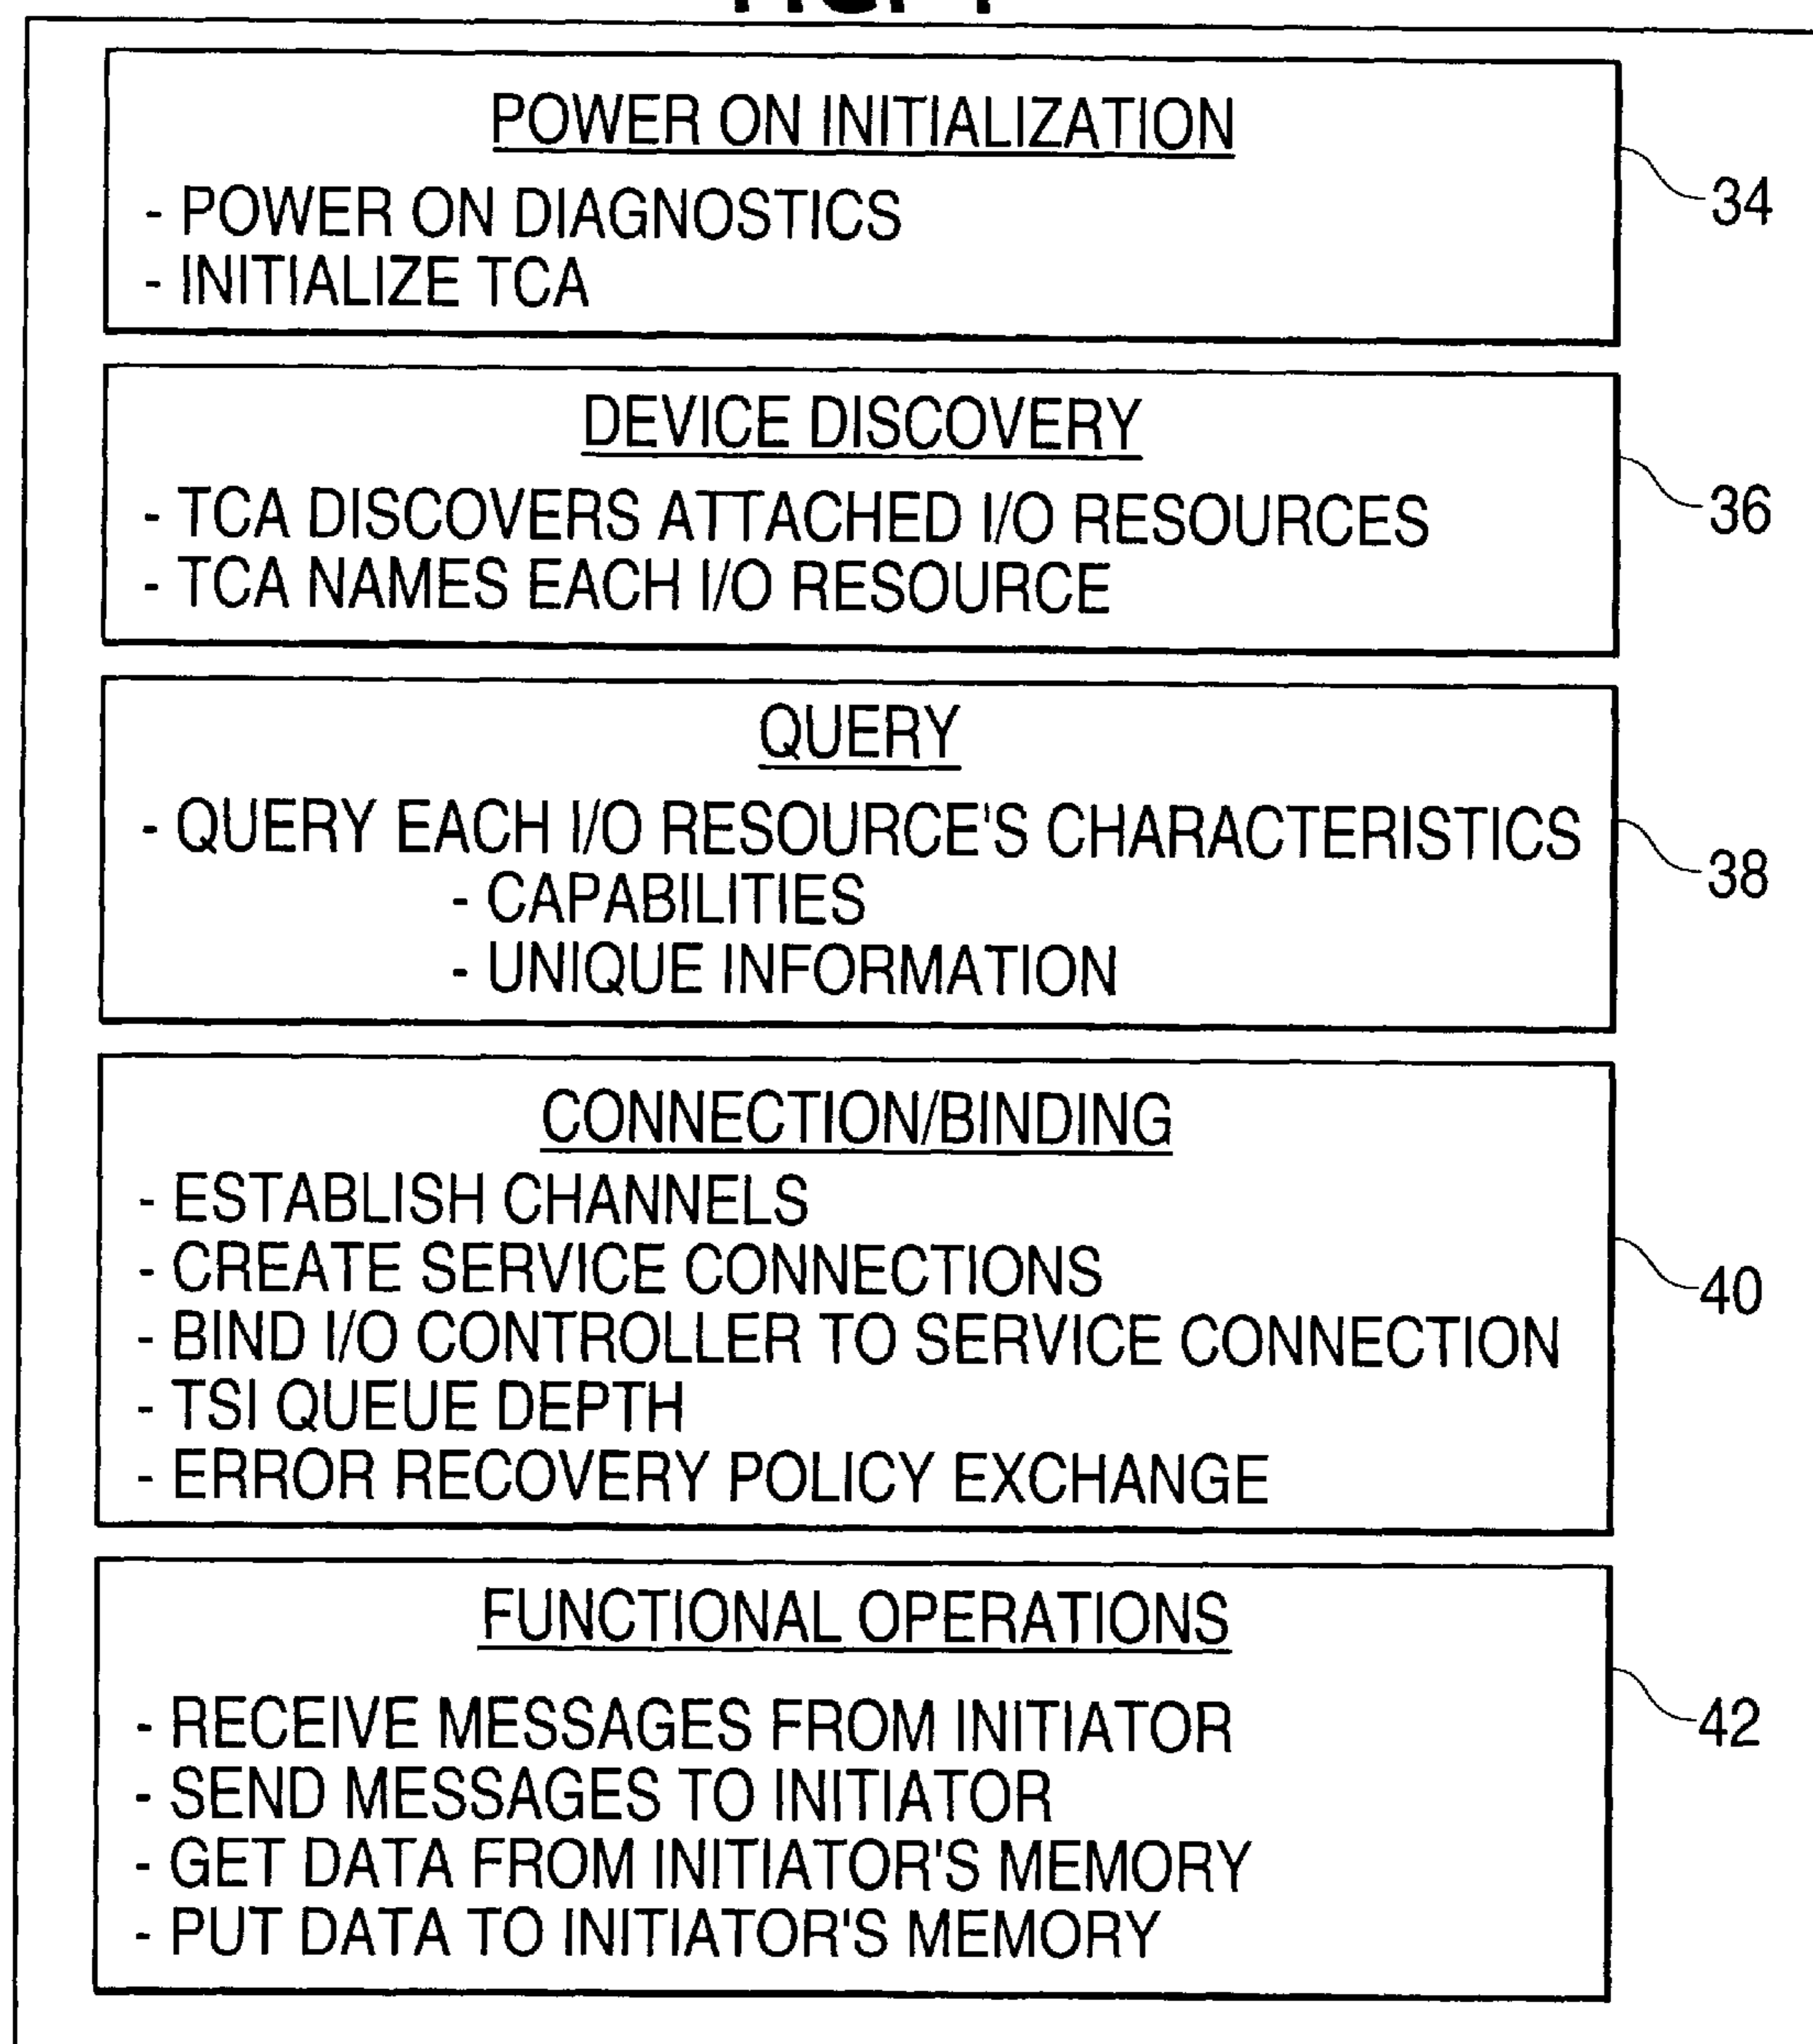 POWER ON INITIALIZATION
- POWER ON DIAGNOSTICS
- INITIALIZE TCA
34
DEVICE DISCOVERY
- TCA DISCOVERS ATTACHED I/O RESOURCES
- TCA NAMES EACH I/O RESOURCE
36
QUERY
- QUERY EACH I/O RESOURCE'S CHARACTERISTICS
- CAPABILITIES
- UNIQUE INFORMATION
38
CONNECTION/BINDING
- ESTABLISH CHANNELS
- CREATE SERVICE CONNECTIONS
- BIND I/O CONTROLLER TO SERVICE CONNECTION
- TSI QUEUE DEPTH
- ERROR RECOVERY POLICY EXCHANGE
40
FUNCTIONAL OPERATIONS
- RECEIVE MESSAGES FROM INITIATOR
- SEND MESSAGES TO INITIATOR
- GET DATA FROM INITIATOR'S MEMORY
- PUT DATA TO INITIATOR'S MEMORY
42